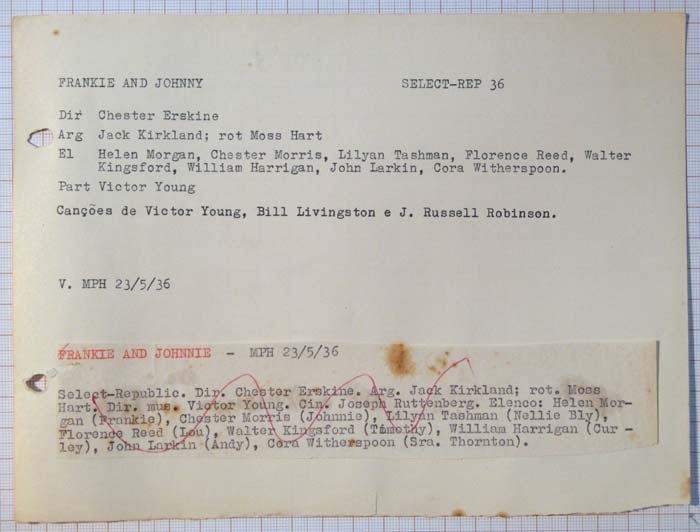 FRANKIE AND JOHNNY SELECT-REP 36
Dir Chester Erskine
Arg Jack Kirkland; rot Moss Hart
El Helen Morgan, Chester Morris, Lilyan Tashman, Florence Reed, Walter
Kingsford, William Harrigan, John Larkin, Cora Witherspoon.
Part Victor Young
Canções de Victor Young, Bill Livingston e J. Russell Robinson.
V. MPH 23/5/36
FRANKIE AND JOHNNIE - MPH 23/5/36
Select-Republic. Dir. Chester Erskine. Arg. Jack Kirkland; rot. Moss
Hart. Dir. mus. Victor Young. Cin. Joseph Ruttenberg. Elenco: Helen Mor-
gan (Frankie), Chester Morris (Johnnie), Lilyan Tashman (Nellie Bly),
Florence Reed (Lou), Walter Kingsford (Timothy), William Harrigan (Cur-
ley), John Larkin (Andy), Cora Witherspoon (Sra. Thornton).